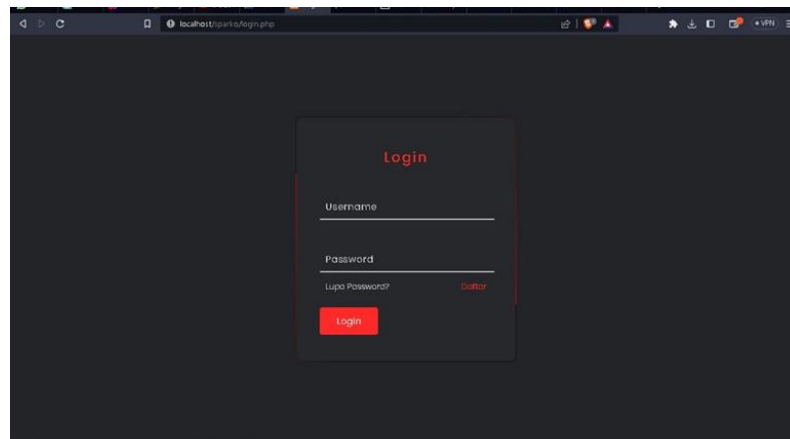 localhost/sparko/login.php
VPN
Login
Username
Password
Lupa Password? Daftar
Login